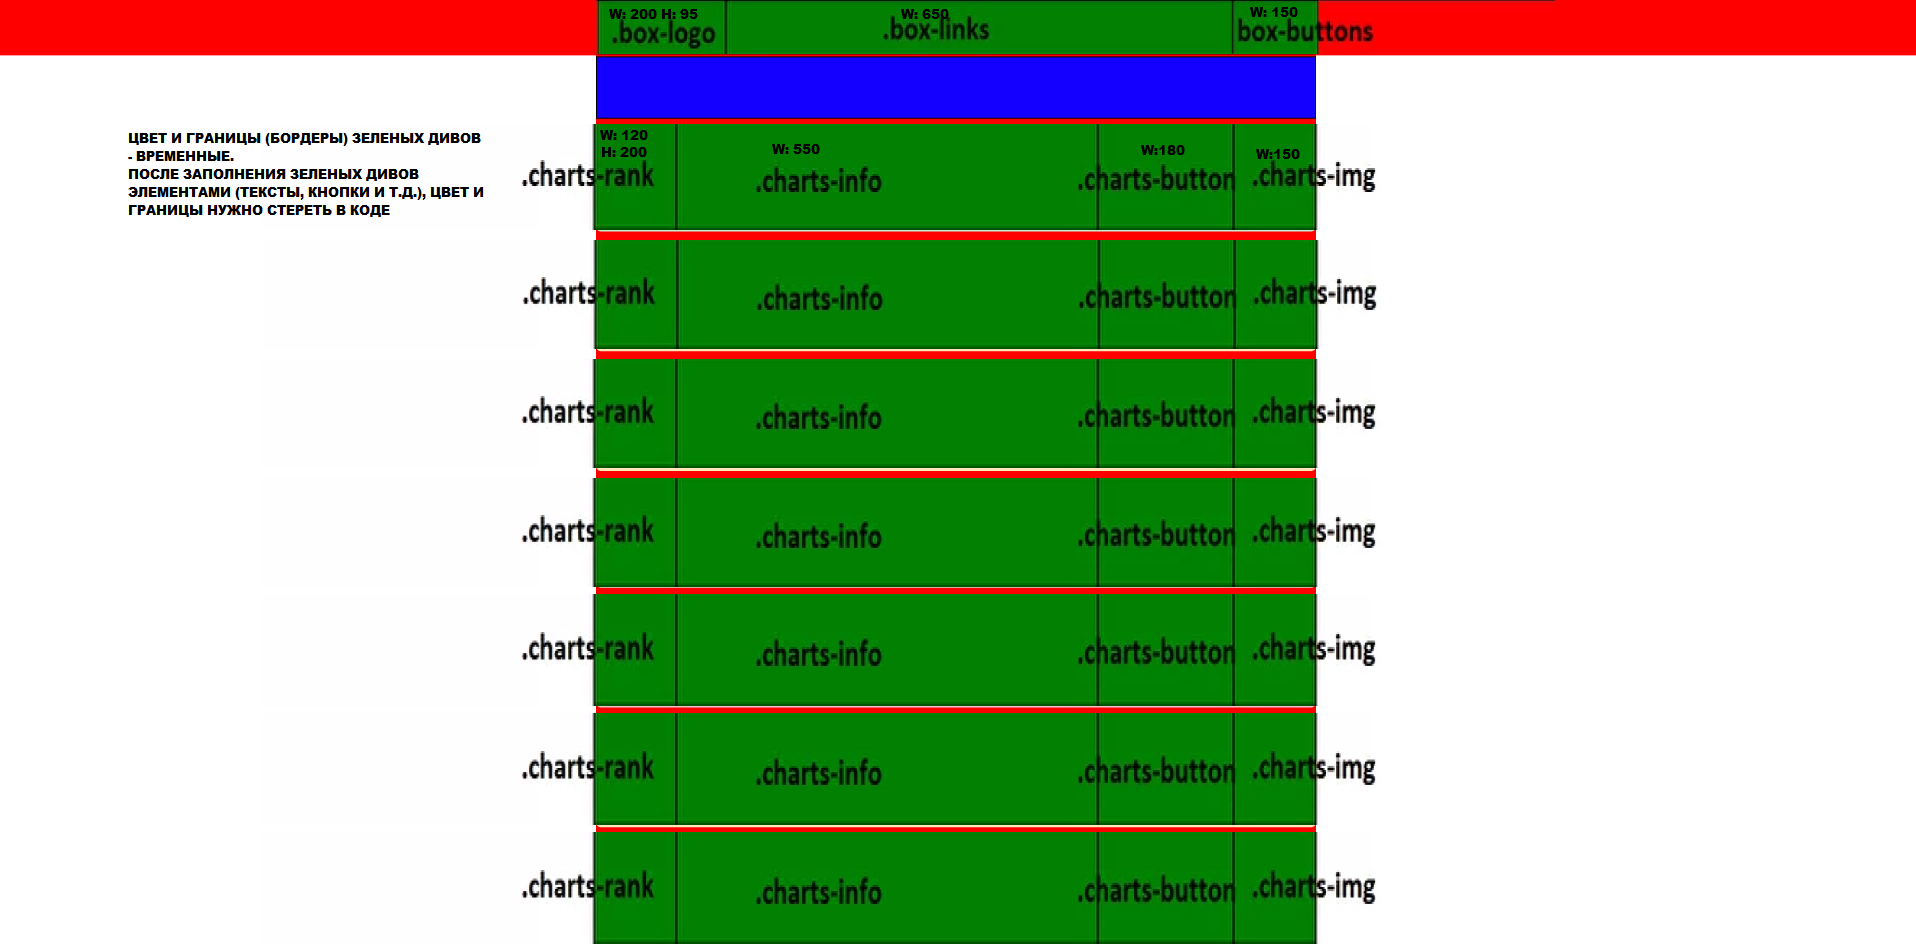 W: 200 H: 95
W: 650
W: 150
.box-logo
.box-links
box-buttons
ЦВЕТ И ГРАНИЦЫ (БОРДЕРЫ) ЗЕЛЕНЫХ ДИВОВ
- ВРЕМЕННЫЕ.
ПОСЛЕ ЗАПОЛНЕНИЯ ЗЕЛЕНЫХ ДИВОВ
ЭЛЕМЕНТАМИ (ТЕКСТЫ, КНОПКИ И Т.Д.), ЦВЕТ И
ГРАНИЦЫ НУЖНО СТЕРЕТЬ В КОДЕ
W: 120
H: 200
W: 550
W:180
W:150
.charts-rank
.charts-info
.charts-button
.charts-img
.charts-rank
.charts-info
.charts-button
.charts-img
.charts-rank
.charts-info
.charts-button
.charts-img
.charts-rank
.charts-info
.charts-button
.charts-img
.charts-rank
.charts-info
.charts-button
.charts-img
.charts-rank
.charts-info
.charts-button
.charts-img
.charts-rank
.charts-info
.charts-button
.charts-img